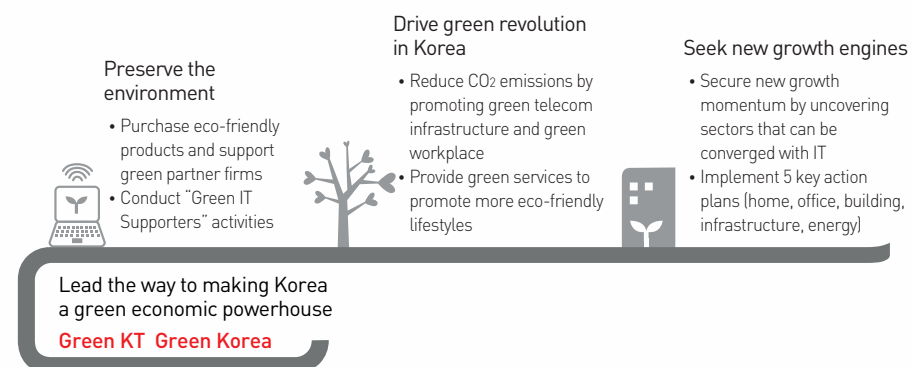 Preserve the
environment
• Purchase eco-friendly
products and support
green partner firms
• Conduct “Green IT
Supporters” activities
Drive green revolution
in Korea
• Reduce CO2 emissions by
promoting green telecom
infrastructure and green
workplace
• Provide green services to
promote more eco-friendly
lifestyles
Seek new growth engines
• Secure new growth
momentum by uncovering
sectors that can be
converged with IT
• Implement 5 key action
plans (home, office, building,
infrastructure, energy)
Lead the way to making Korea
a green economic powerhouse
Green KT Green Korea